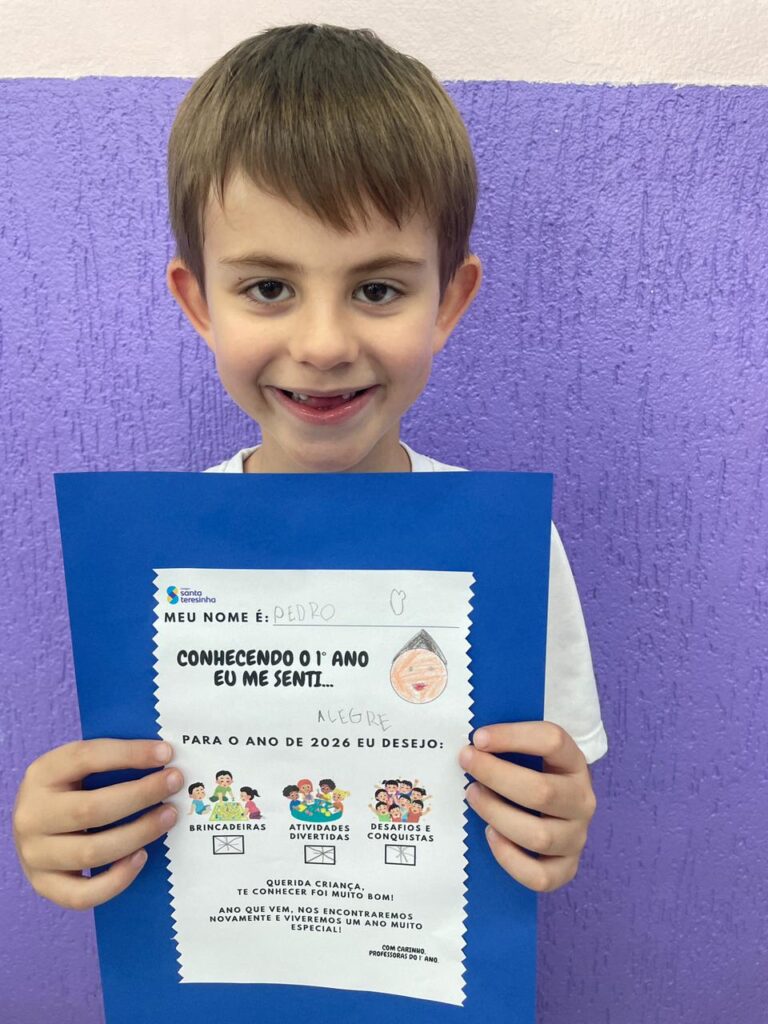 santa
teresinha
MEU NOME É: PEDRO
CONHECENDO O 1º ANO
EU ME SENTI...
ALEGRE
PARA O ANO DE 2026 EU DESEJO:
BRINCADEIRAS
ATIVIDADES
DIVERTIDAS
DESAFIOS E
CONQUISTAS
QUERIDA CRIANÇA,
TE CONHECER FOI MUITO BOM!
ANO QUE VEM, NOS ENCONTRAREMOS
NOVAMENTE E VIVEREMOS UM ANO MUITO
ESPECIAL!
COM CARINHO,
PROFESSORAS DO 1º ANO.